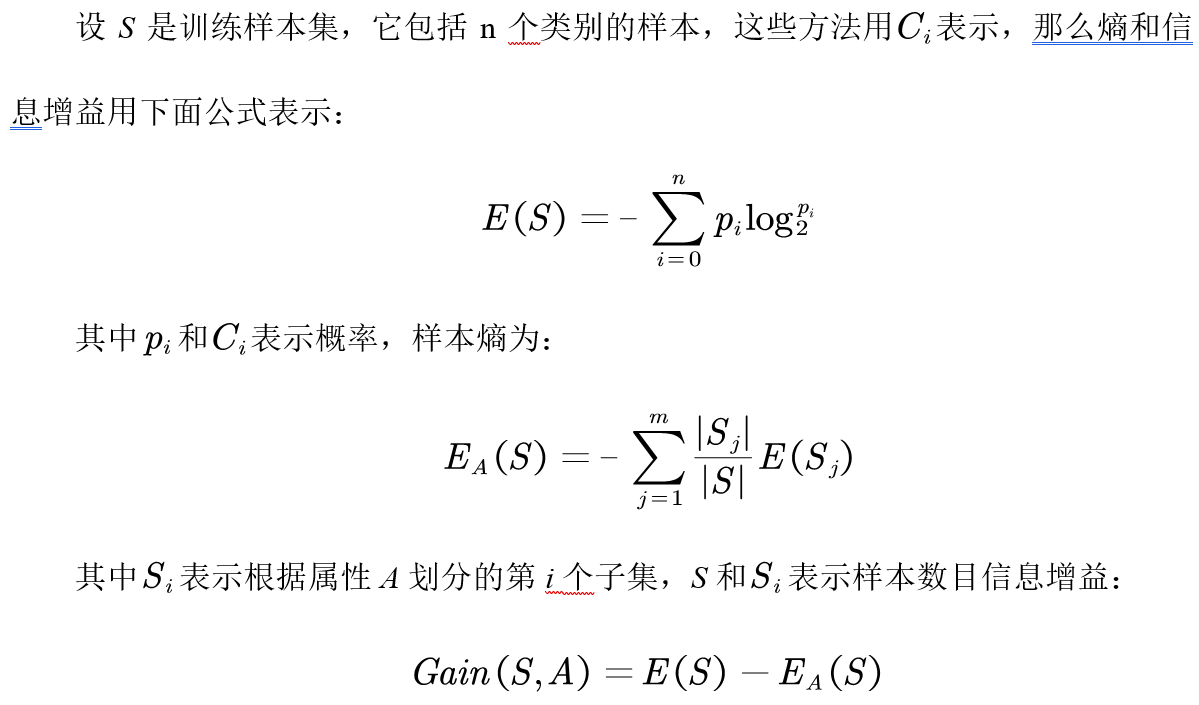 设 S 是训练样本集，它包括 n 个类别的样本，这些方法用 C_i 表示，那么熵和信
息增益用下面公式表示：
E(S) = - \sum_{i=0}^{n} p_i \log_2^{p_i}
其中 p_i 和 C_i 表示概率，样本熵为：
E_A(S) = - \sum_{j=1}^{m} \frac{|S_j|}{|S|} E(S_j)
其中 S_i 表示根据属性 A 划分的第 i 个子集，S 和 S_i 表示样本数目信息增益：
Gain(S, A) = E(S) - E_A(S)